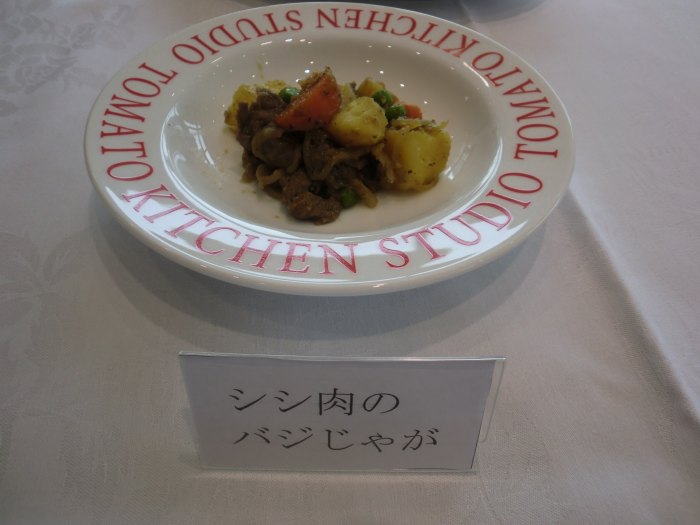 TOMATO KITCHEN STUDIO TOMATO KITCHEN STUDIO
シシ肉の
バジじゃが